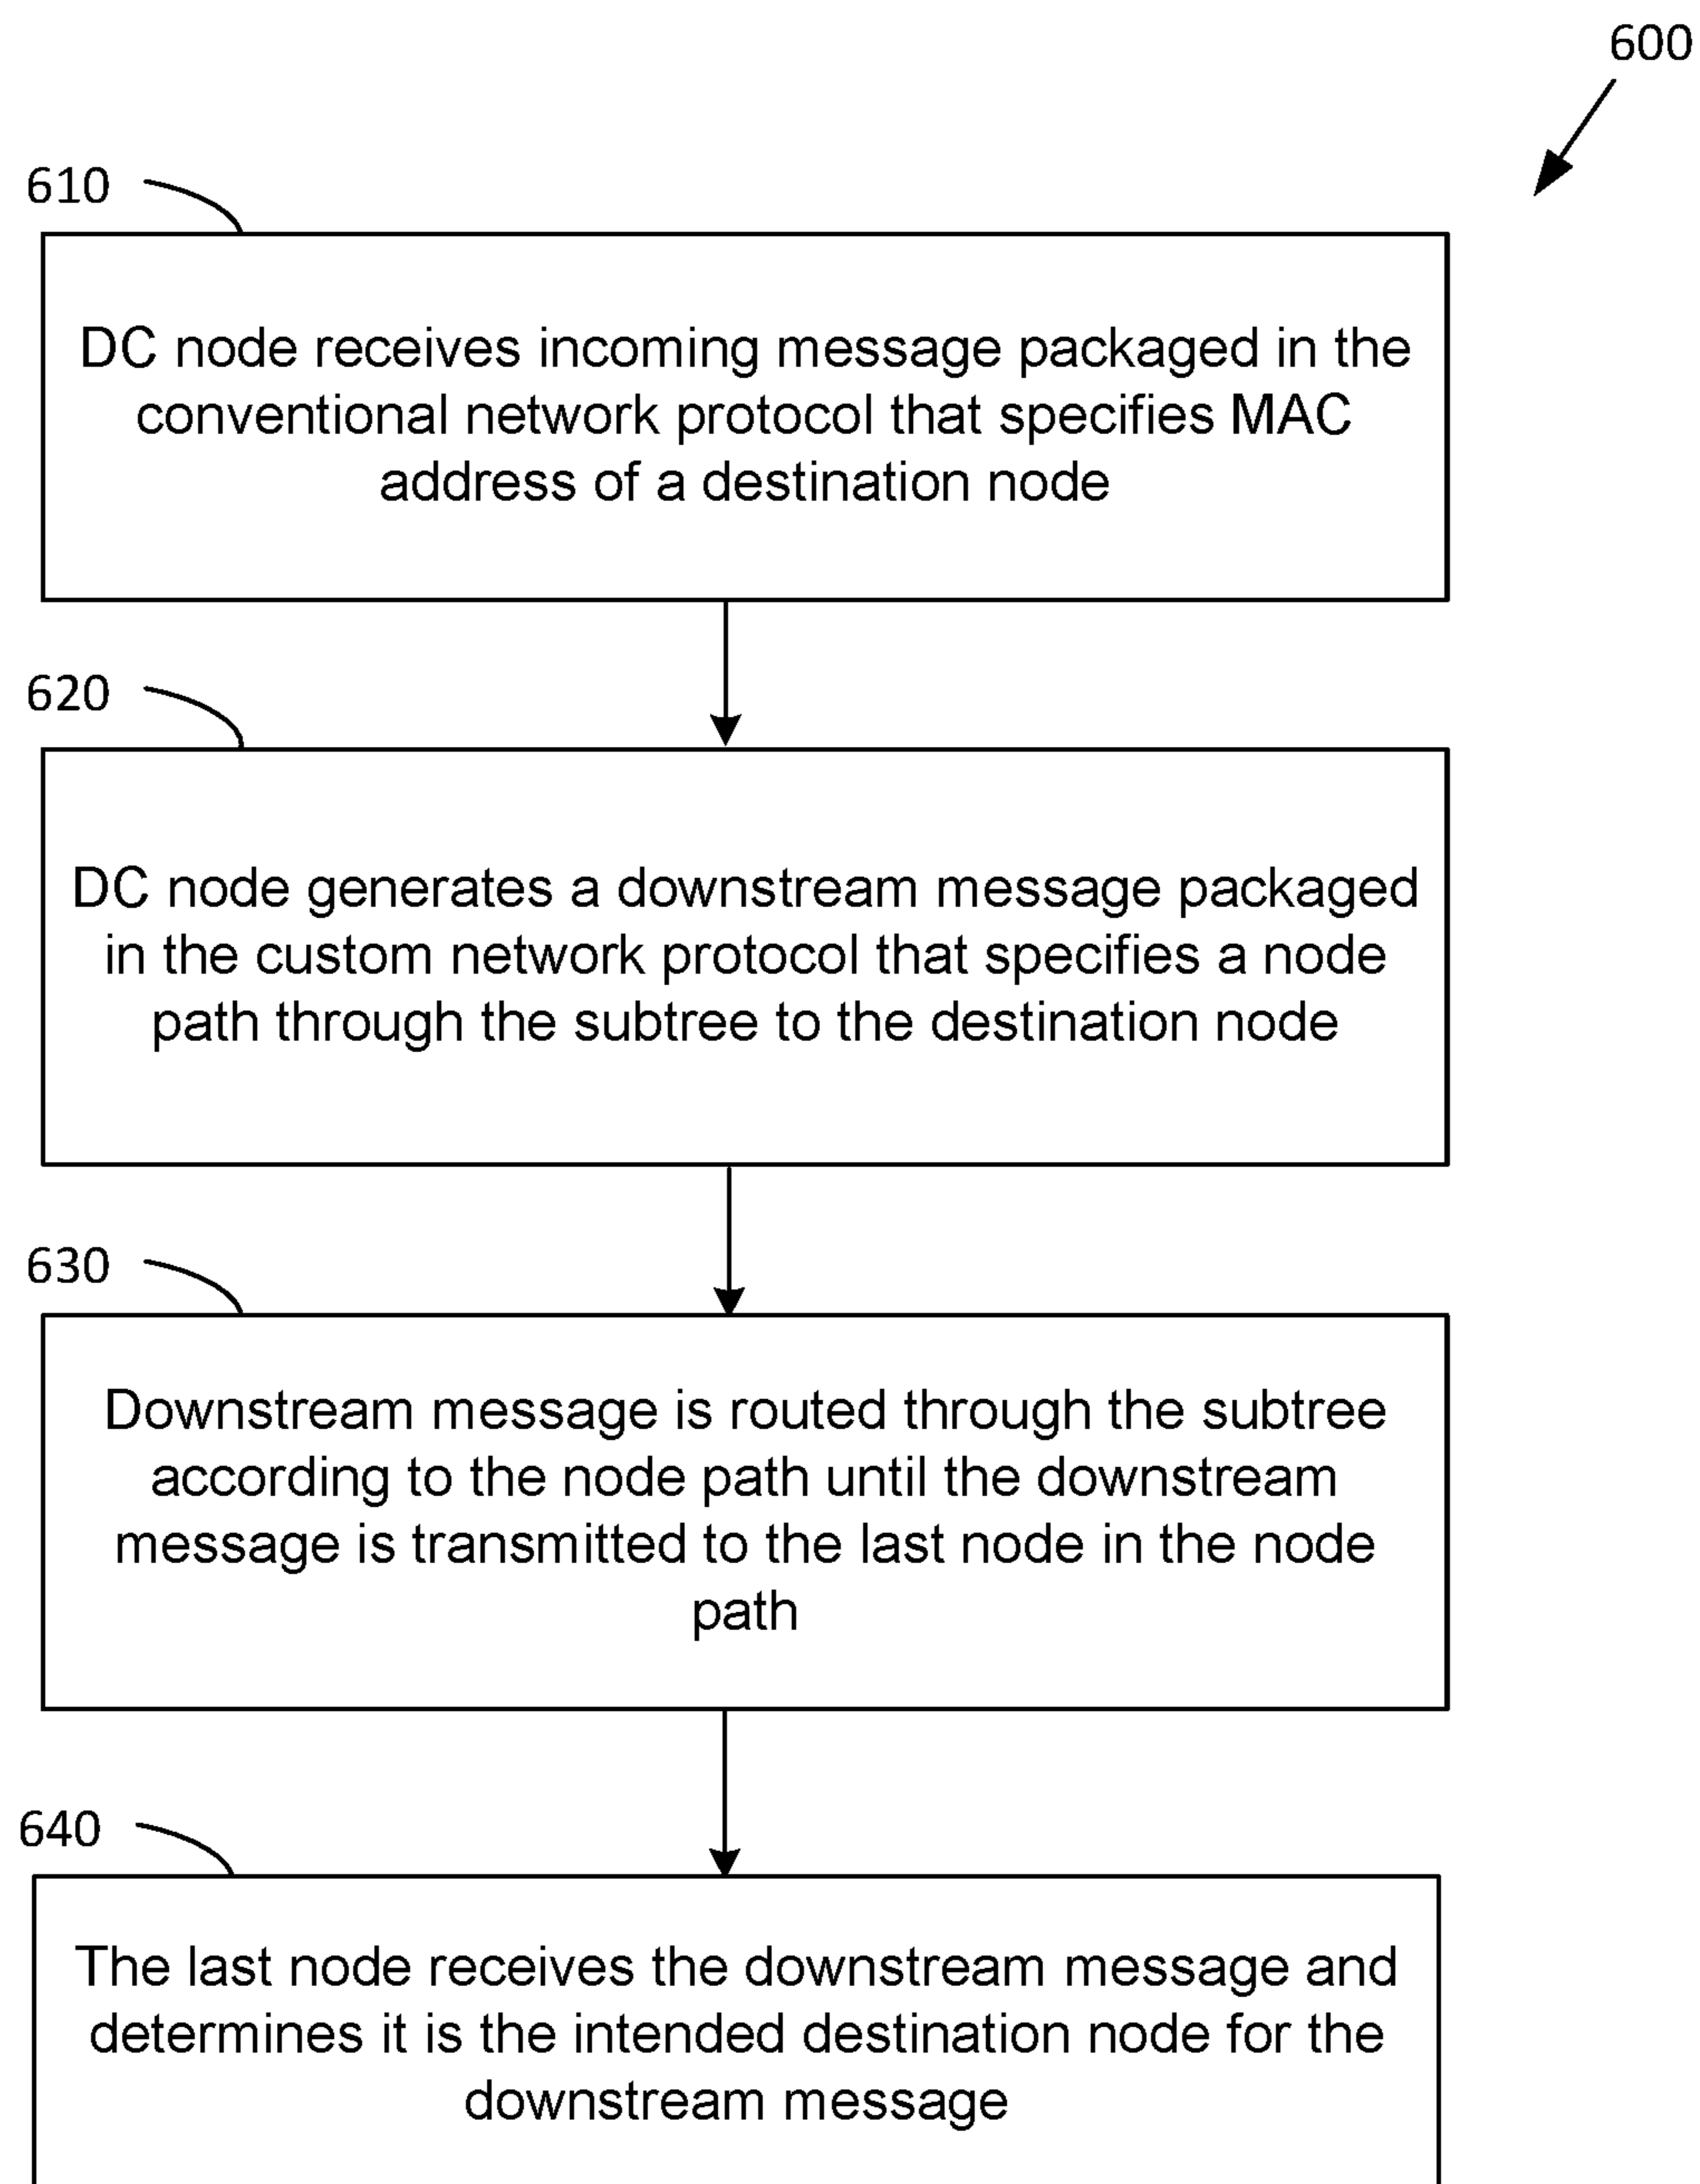 600
610
DC node receives incoming message packaged in the
conventional network protocol that specifies MAC
address of a destination node
620
DC node generates a downstream message packaged
in the custom network protocol that specifies a node
path through the subtree to the destination node
630
Downstream message is routed through the subtree
according to the node path until the downstream
message is transmitted to the last node in the node
path
640
The last node receives the downstream message and
determines it is the intended destination node for the
downstream message